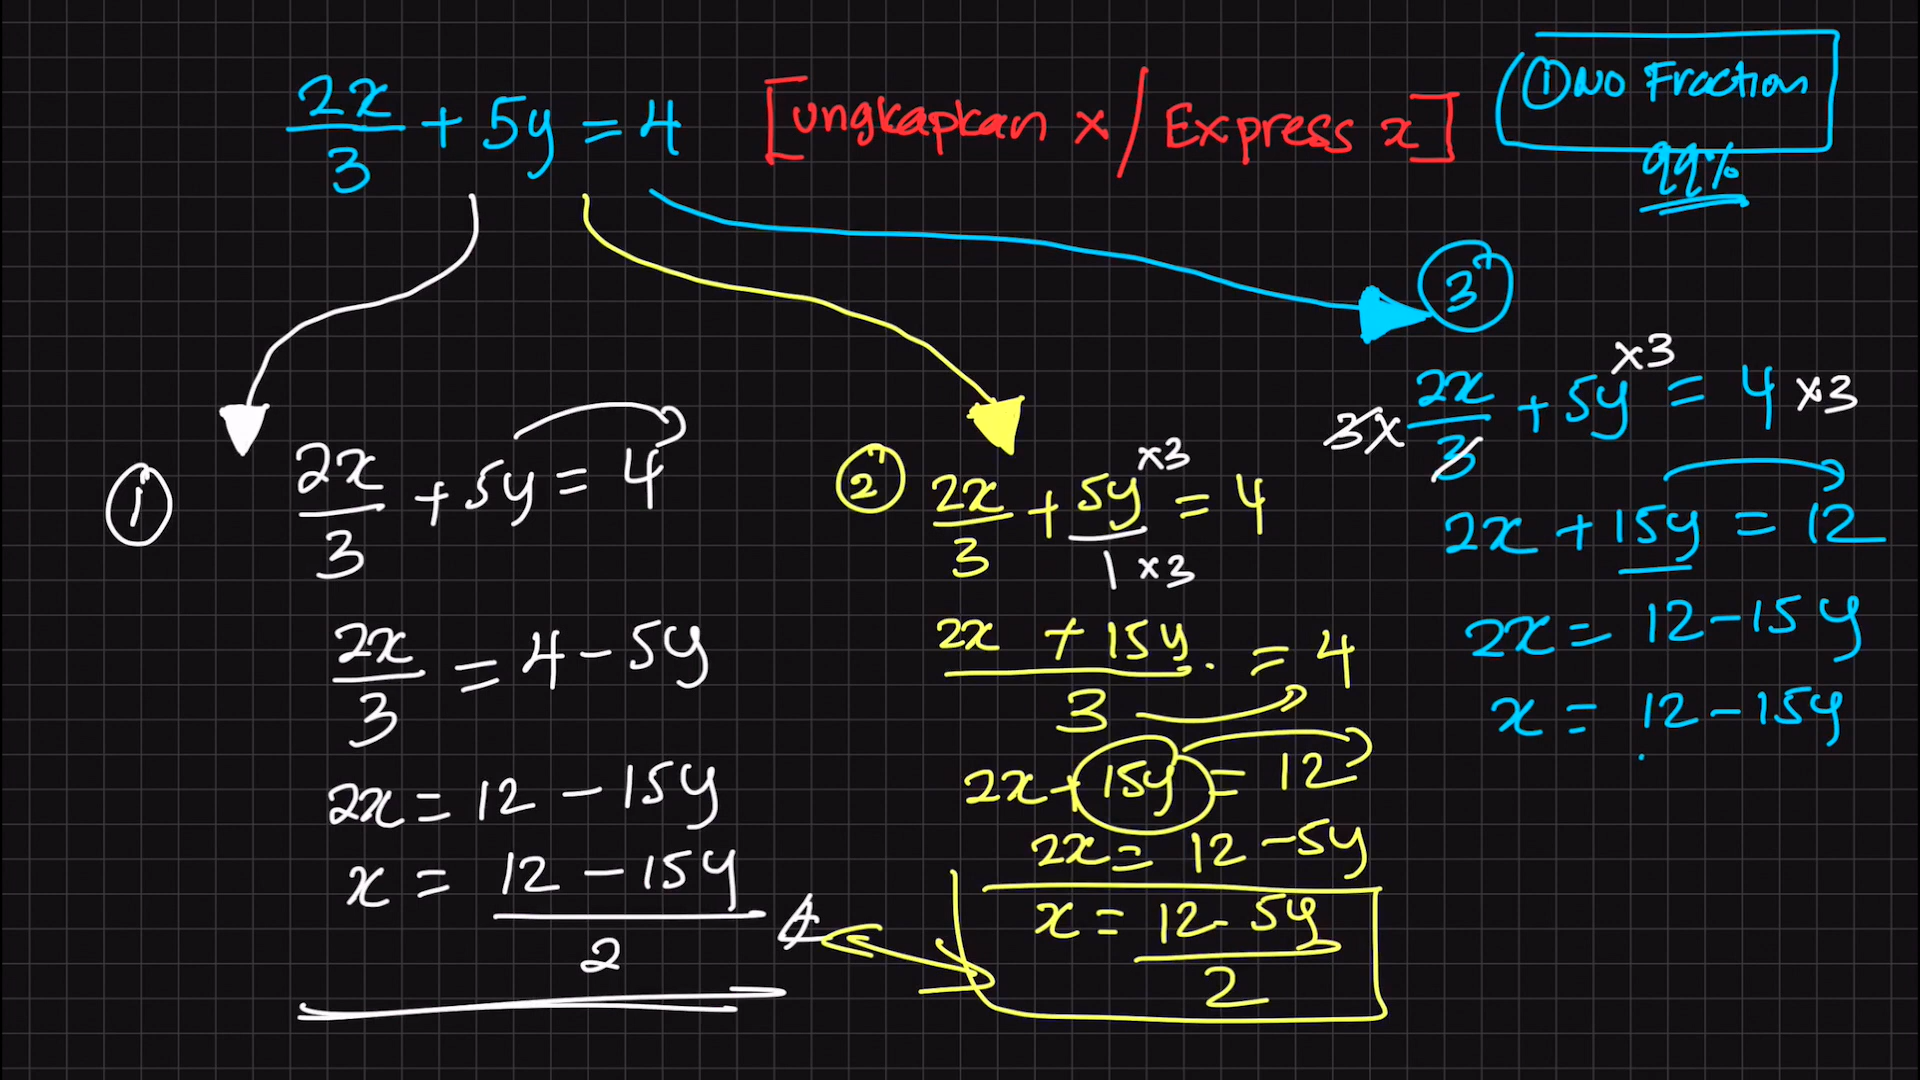 2x/3 + 5y = 4 [ungkapkan x / Express x]
① No Fraction
99%
①
2x/3 + 5y = 4
2x/3 = 4 - 5y
2x = 12 - 15y
x = (12 - 15y)/2
②
2x/3 + 5y×3/1×3 = 4
(2x + 15y)/3 = 4
2x + 15y = 12
2x = 12 - 5y
x = (12 - 5y)/2
③
3× 2x/3 + 5y×3 = 4×3
2x + 15y = 12
2x = 12 - 15y
x = 12 - 15y